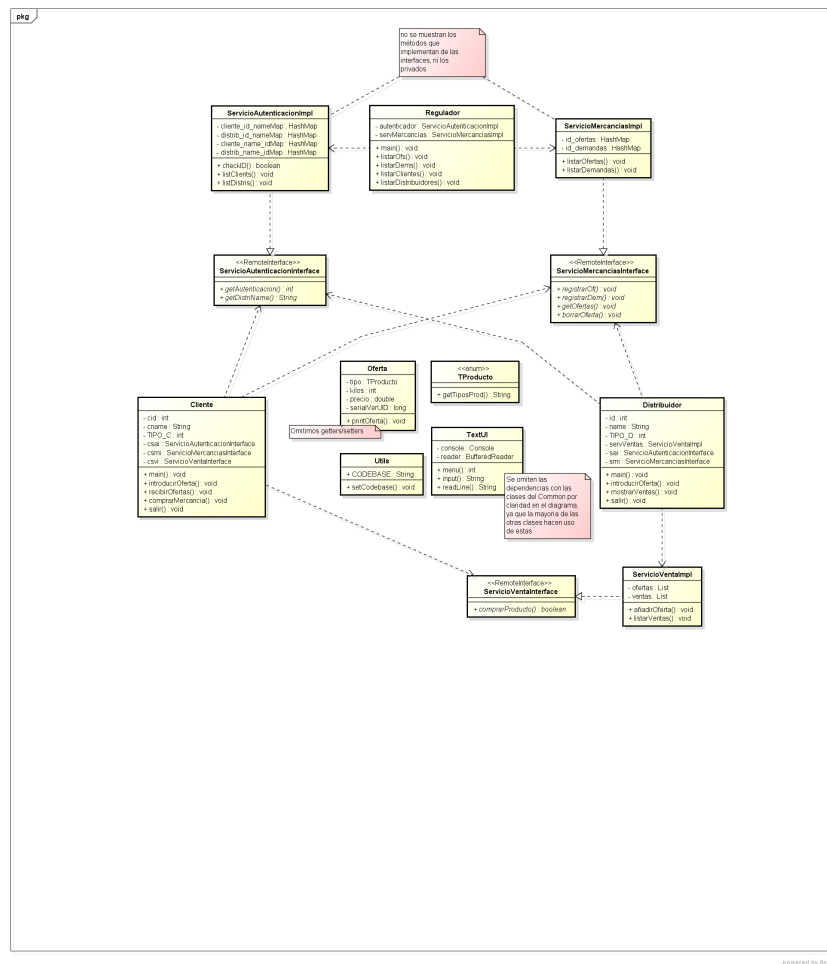 pkg
no se muestran los
métodos que
implementan de las
interfaces, ni los
privados
ServicioAutenticacionImpl
- cliente_id_nameMap : HashMap
- distrib_id_nameMap : HashMap
- cliente_name_idMap : HashMap
- distrib_name_idMap : HashMap
+ checkID() : boolean
+ listClients() : void
+ listDistris() : void
Regulador
- autenticador : ServicioAutenticacionImpl
- servMercancias : ServicioMercanciasImpl
+ main() : void
+ listarOfs() : void
+ listarDems() : void
+ listarClientes() : void
+ listarDistribuidores() : void
ServicioMercanciasImpl
- id_ofertas : HashMap
- id_demandas : HashMap
+ listarOfertas() : void
+ listarDemandas() : void
<<RemoteInterface>>
ServicioAutenticacionInterface
+ getAutenticacion() : int
+ getDistriName() : String
<<RemoteInterface>>
ServicioMercanciasInterface
+ registrarOf() : void
+ registrarDem() : void
+ getOfertas() : void
+ borrarOferta() : void
Cliente
- cid : int
- cname : String
- TIPO_C : int
- csai : ServicioAutenticacionInterface
- csmi : ServicioMercanciasInterface
- csvi : ServicioVentaInterface
+ main() : void
+ introducirOferta() : void
+ recibirOfertas() : void
+ comprarMercancia() : void
+ salir() : void
Oferta
- tipo : TProducto
- kilos : int
- precio : double
- serialVerUID : long
+ printOferta() : void
Omitimos getters/setters
<<enum>>
TProducto
+ getTiposProd() : String
Utils
+ CODEBASE : String
+ setCodebase() : void
TextUI
- console : Console
- reader : BufferedReader
+ menu() : int
+ input() : String
+ readLine() : String
Se omiten las
dependencias con las
clases del Common por
claridad en el diagrama,
ya que la mayoria de las
otras clases hacen uso
de estas
Distribuidor
- id : int
- name : String
- TIPO_D : int
- servVentas : ServicioVentaImpl
- sai : ServicioAutenticacionInterface
- smi : ServicioMercanciasInterface
+ main() : void
+ introducirOferta() : void
+ mostrarVentas() : void
+ salir() : void
<<RemoteInterface>>
ServicioVentaInterface
+ comprarProducto() : boolean
ServicioVentaImpl
- ofertas : List
- ventas : List
+ añadirOferta() : void
+ listarVentas() : void
powered by As